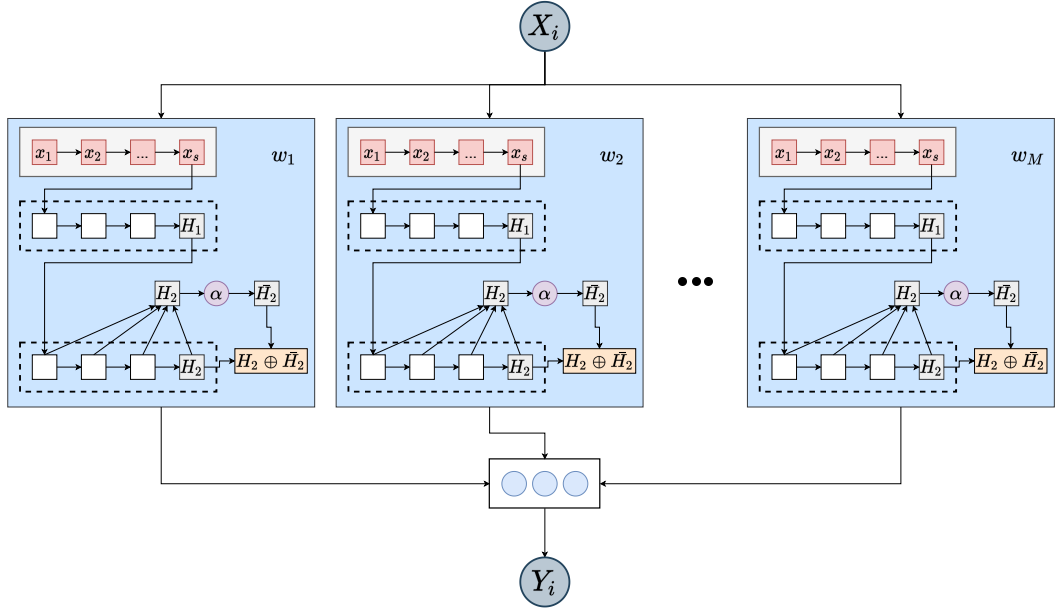 X_i
x_1 x_2 ... x_s w_1
H_1
H_2 α H̄_2
H_2 H_2 ⊕ H̄_2
x_1 x_2 ... x_s w_2
H_1
H_2 α H̄_2
H_2 H_2 ⊕ H̄_2
x_1 x_2 ... x_s w_M
H_1
H_2 α H̄_2
H_2 H_2 ⊕ H̄_2
Y_i